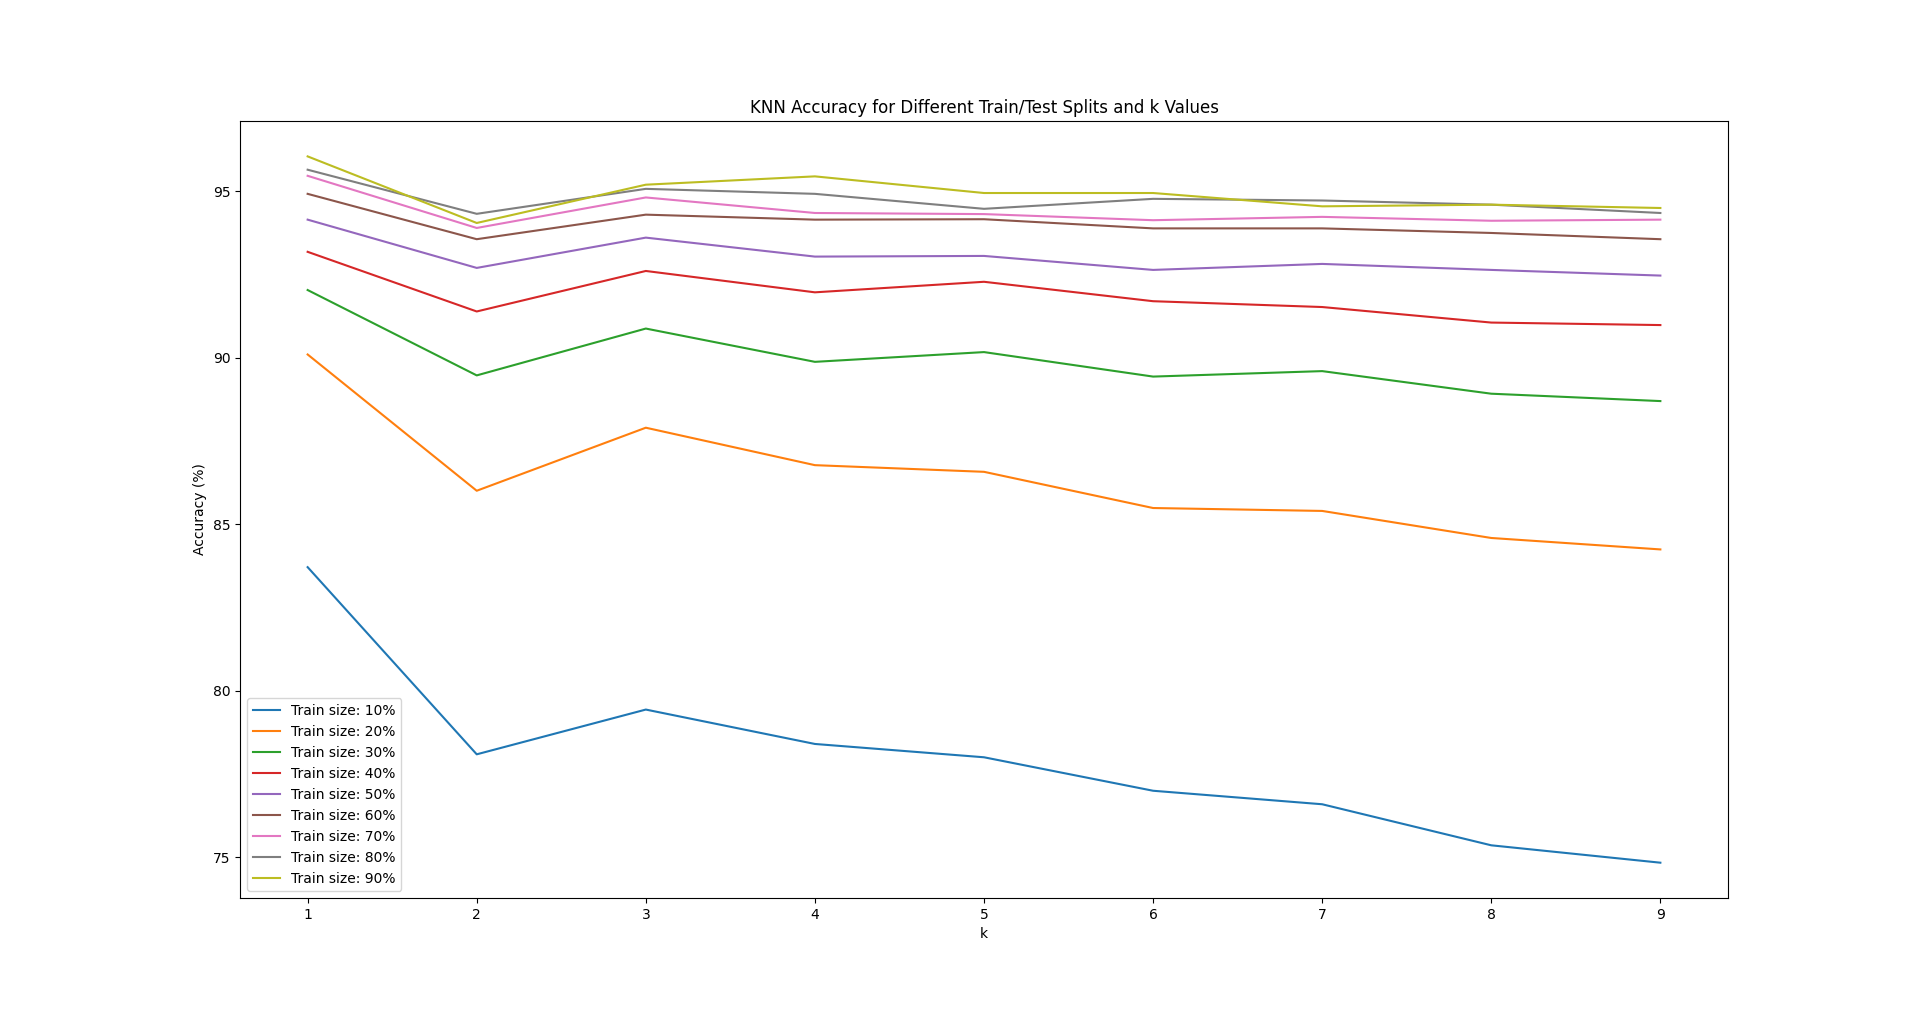 KNN Accuracy for Different Train/Test Splits and k Values
Accuracy (%)
95
90
85
80
75
Train size: 10%
Train size: 20%
Train size: 30%
Train size: 40%
Train size: 50%
Train size: 60%
Train size: 70%
Train size: 80%
Train size: 90%
1 2 3 4 5 6 7 8 9
k